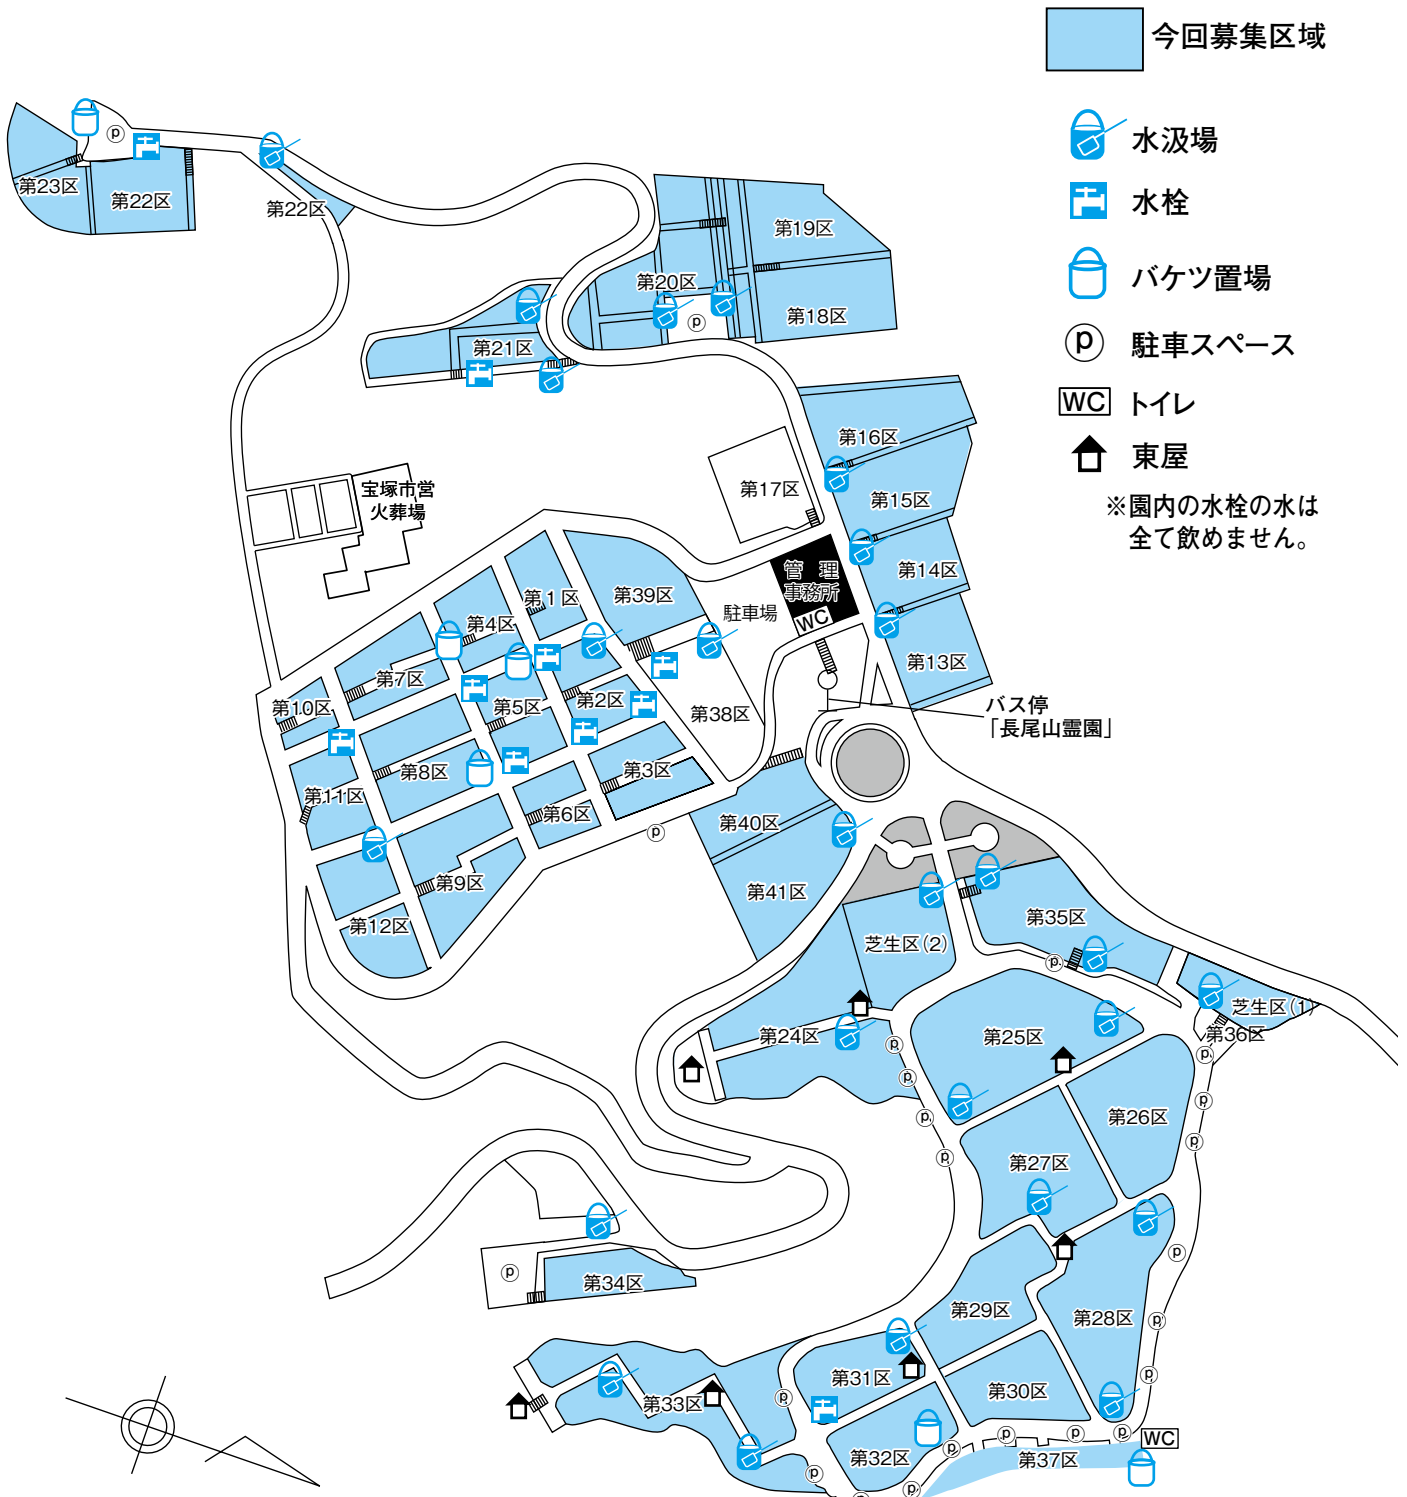 今回募集区域
水汲場
水栓
バケツ置場
p 駐車スペース
WC トイレ
東屋
※園内の水栓の水は
全て飲めません。
p
第23区
第22区
第22区
第19区
第20区
第18区
p
第21区
第16区
第17区
第15区
宝塚市営
火葬場
第14区
管理
事務所
WC
駐車場
第39区
第1区
第4区
第13区
第7区
第10区
第5区
第2区
第38区
バス停
「長尾山霊園」
第8区
第3区
第11区
第6区
p
第40区
第9区
第41区
第12区
第35区
芝生区(2)
p
芝生区(1)
第36区
第24区
第25区
p
p
p
p
第26区
p
p
p
p
第27区
p
第34区
p
第29区
第28区
p
第31区
第30区
p
第33区
p
第32区
p
p
p
p
WC
第37区
p
p
p